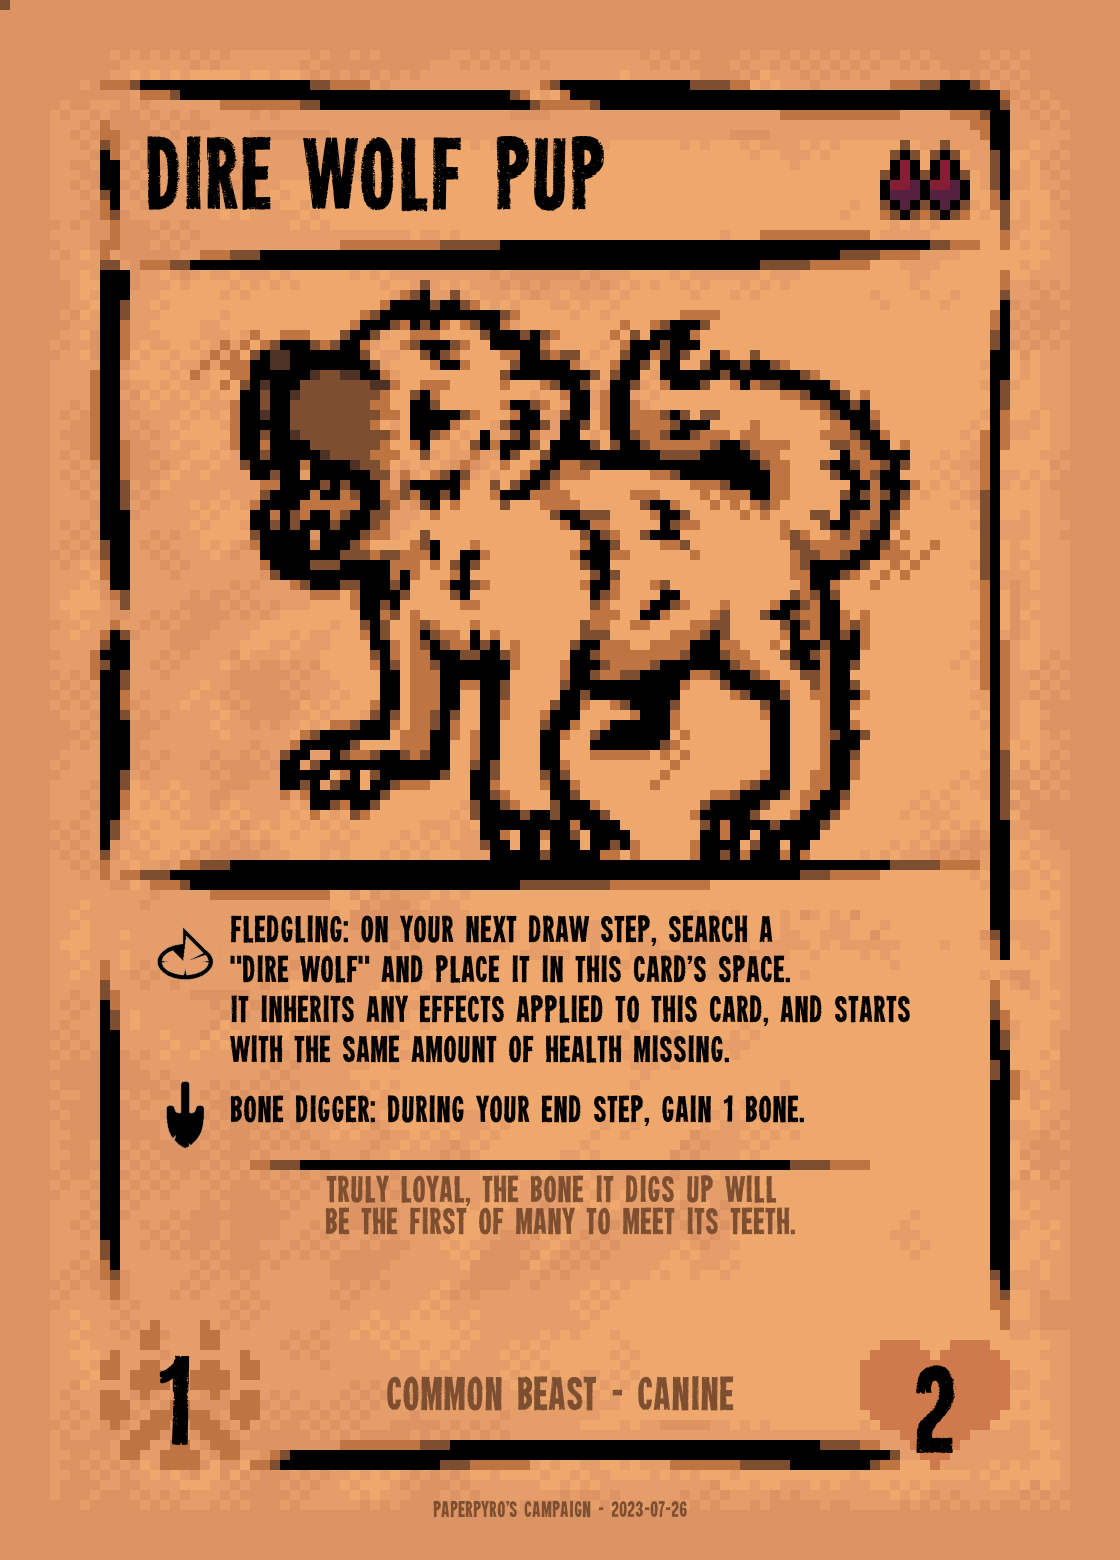 DIRE WOLF PUP
FLEDGLING: ON YOUR NEXT DRAW STEP, SEARCH A
"DIRE WOLF" AND PLACE IT IN THIS CARD'S SPACE.
IT INHERITS ANY EFFECTS APPLIED TO THIS CARD, AND STARTS
WITH THE SAME AMOUNT OF HEALTH MISSING.
BONE DIGGER: DURING YOUR END STEP, GAIN 1 BONE.
TRULY LOYAL, THE BONE IT DIGS UP WILL
BE THE FIRST OF MANY TO MEET ITS TEETH.
1
COMMON BEAST - CANINE
2
PAPERPYRO'S CAMPAIGN - 2023-07-26